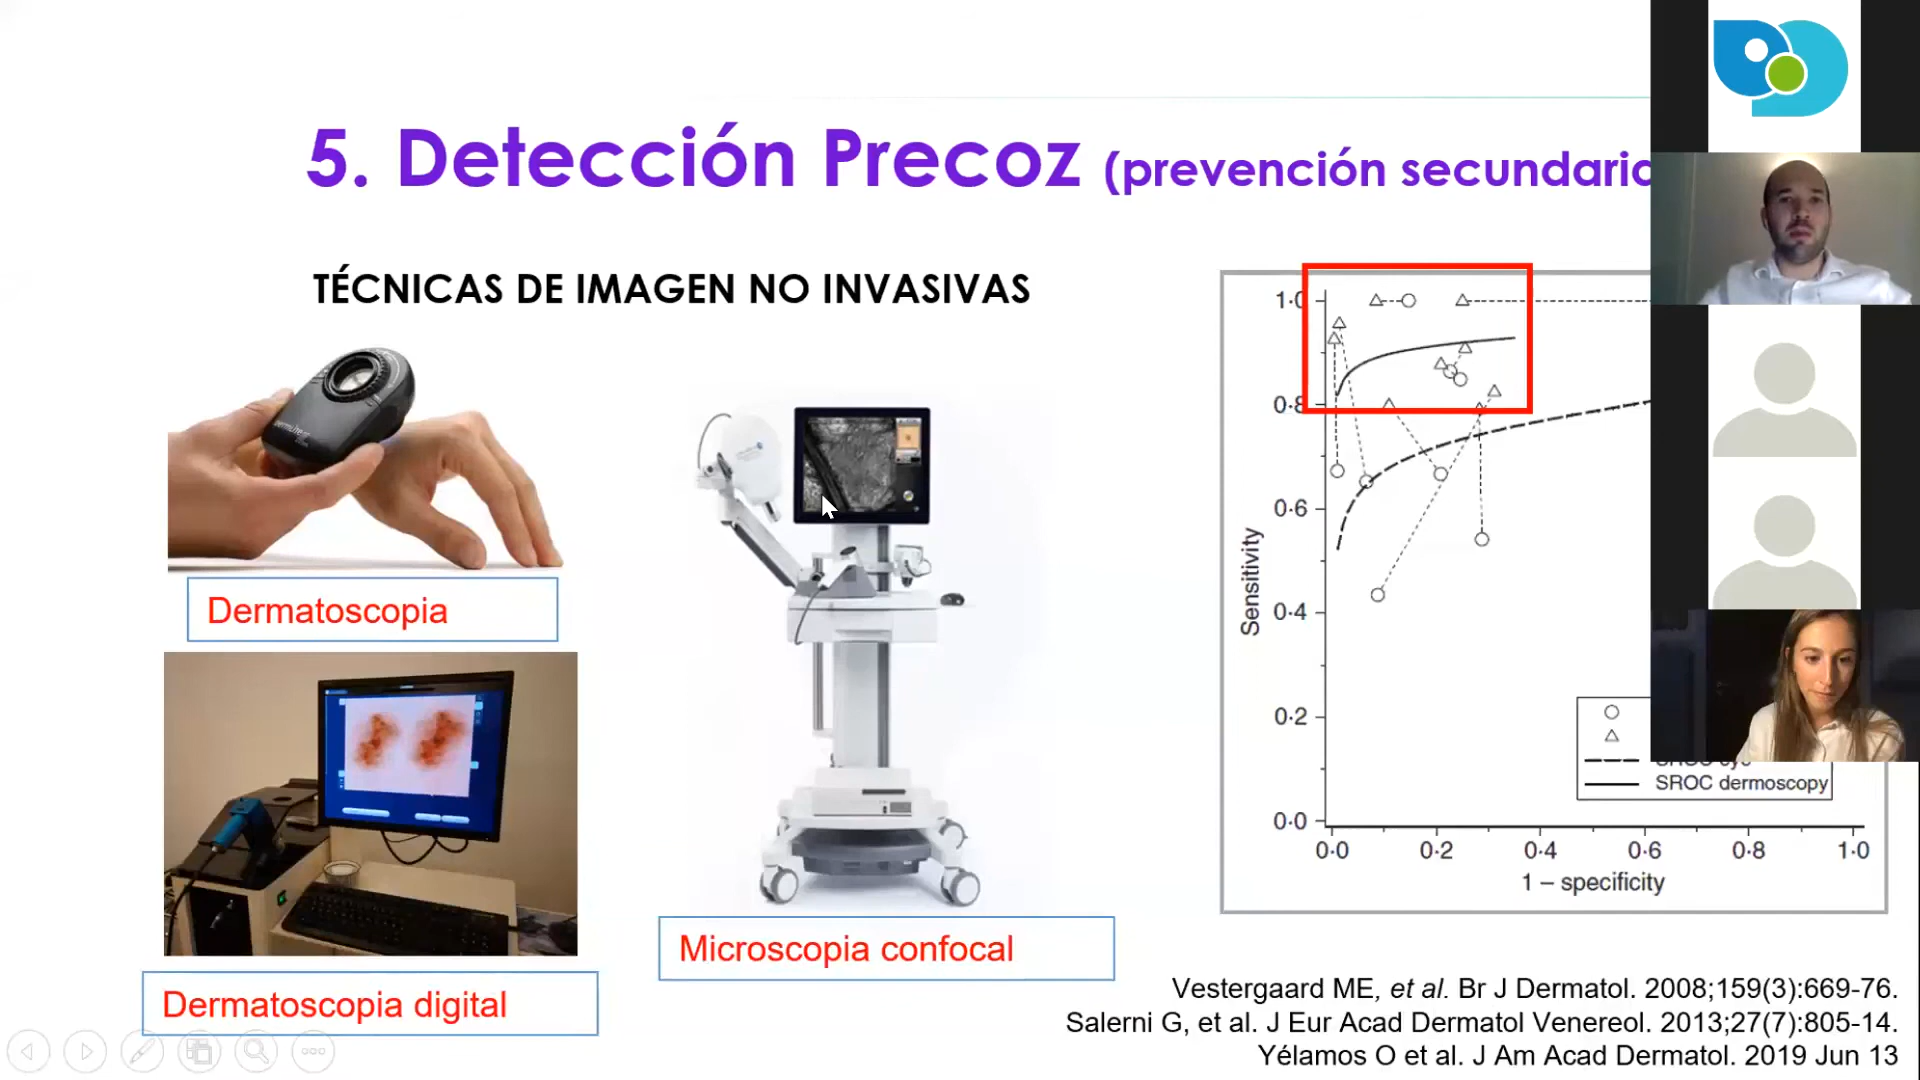 5. Detección Precoz (prevención secundaria
TÉCNICAS DE IMAGEN NO INVASIVAS
Dermatoscopia
Dermatoscopia digital
Microscopia confocal
1·0
0·8
0·6
0·4
0·2
0·0
Sensitivity
0·0 0·2 0·4 0·6 0·8 1·0
1 – specificity
SROC eye
SROC dermoscopy
Vestergaard ME, et al. Br J Dermatol. 2008;159(3):669-76.
Salerni G, et al. J Eur Acad Dermatol Venereol. 2013;27(7):805-14.
Yélamos O et al. J Am Acad Dermatol. 2019 Jun 13